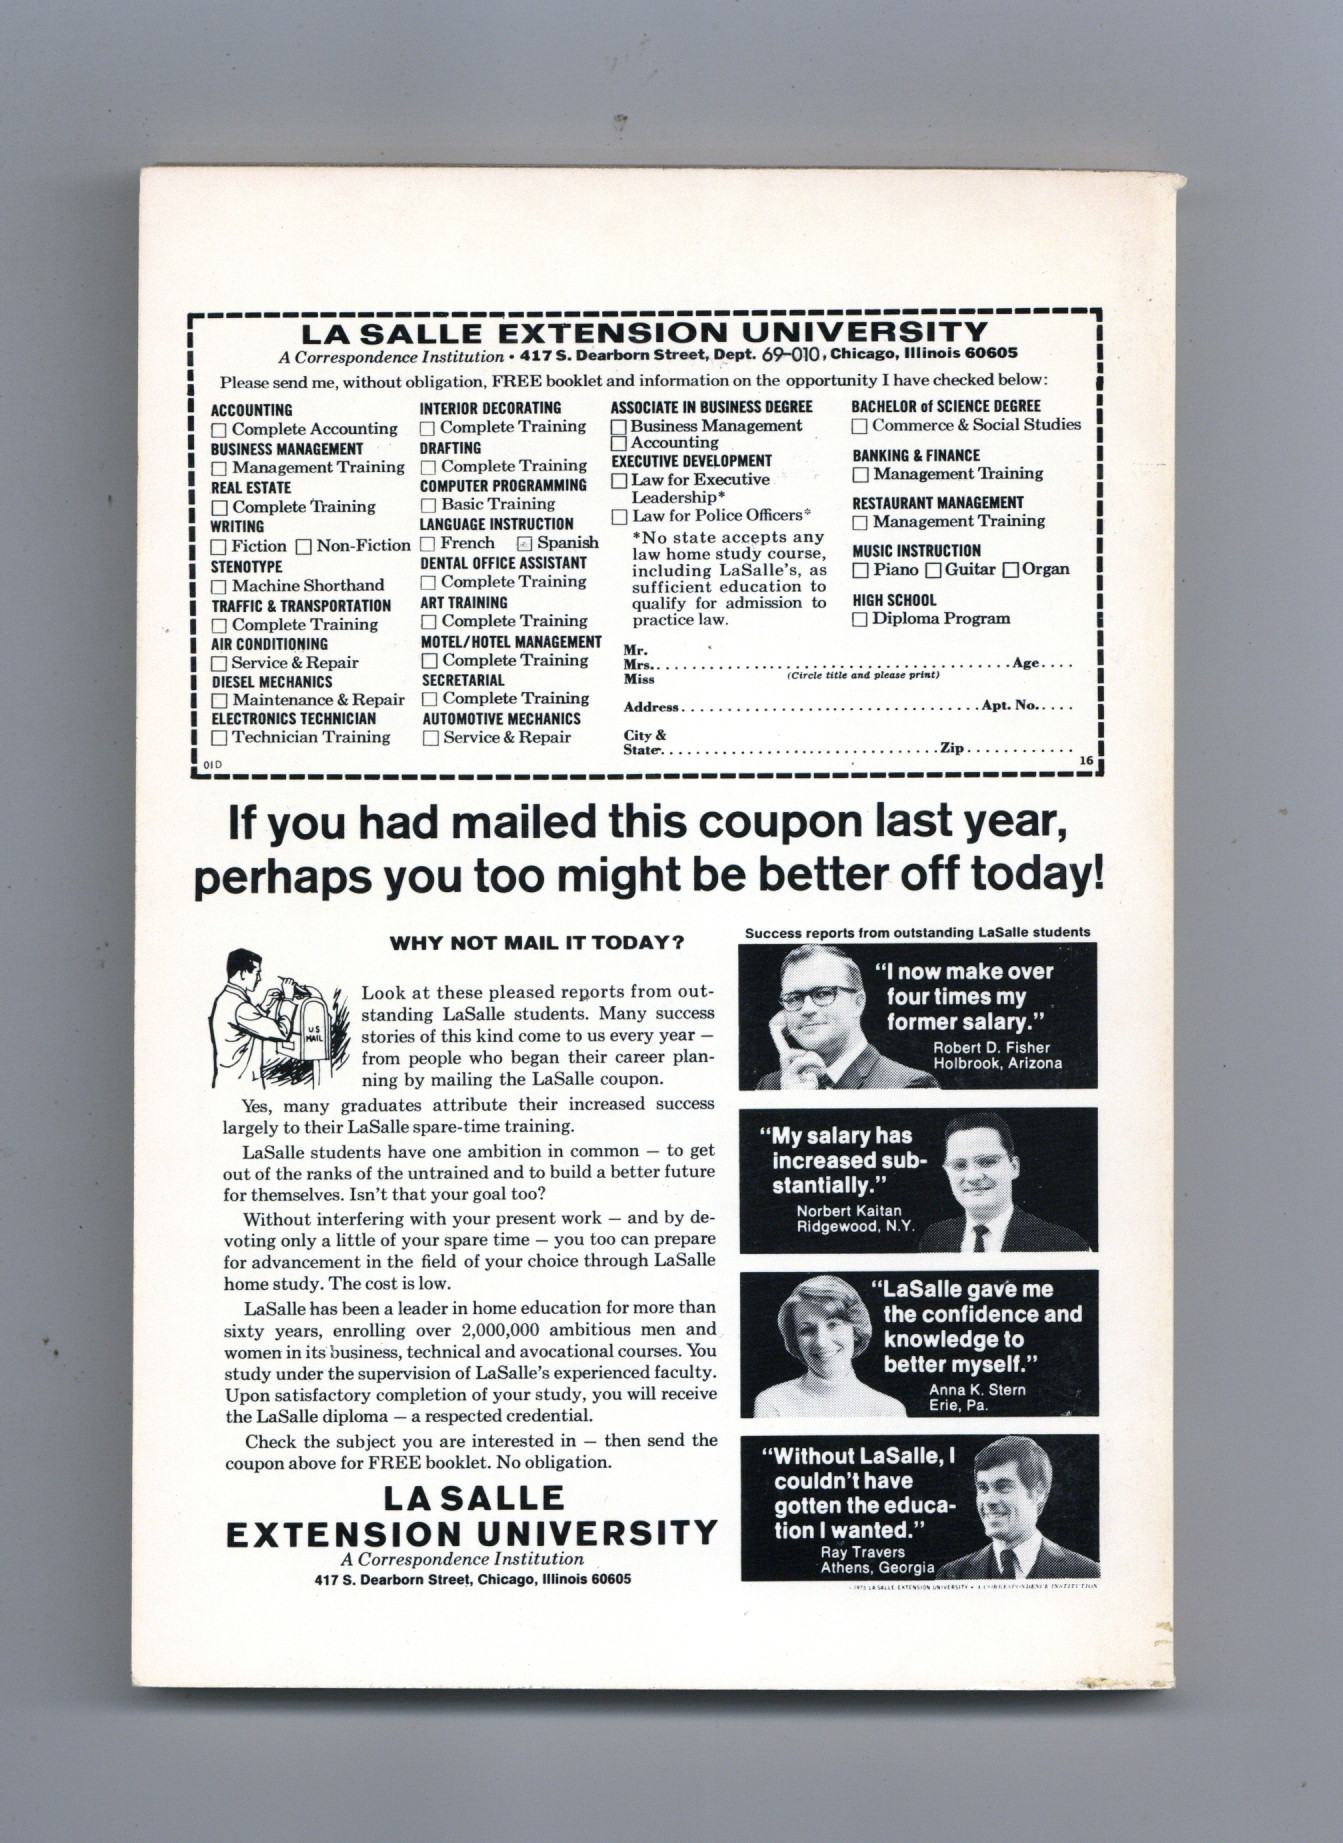 LA SALLE EXTENSION UNIVERSITY
A Correspondence Institution • 417 S. Dearborn Street, Dept. 69-010, Chicago, Illinois 60605
Please send me, without obligation, FREE booklet and information on the opportunity I have checked below:
ACCOUNTING
☐ Complete Accounting
BUSINESS MANAGEMENT
☐ Management Training
REAL ESTATE
☐ Complete Training
WRITING
☐ Fiction ☐ Non-Fiction
STENOTYPE
☐ Machine Shorthand
TRAFFIC & TRANSPORTATION
☐ Complete Training
AIR CONDITIONING
☐ Service & Repair
DIESEL MECHANICS
☐ Maintenance & Repair
ELECTRONICS TECHNICIAN
☐ Technician Training
01D
INTERIOR DECORATING
☐ Complete Training
DRAFTING
☐ Complete Training
COMPUTER PROGRAMMING
☐ Basic Training
LANGUAGE INSTRUCTION
☐ French ☐ Spanish
DENTAL OFFICE ASSISTANT
☐ Complete Training
ART TRAINING
☐ Complete Training
MOTEL/HOTEL MANAGEMENT
☐ Complete Training
SECRETARIAL
☐ Complete Training
AUTOMOTIVE MECHANICS
☐ Service & Repair
ASSOCIATE IN BUSINESS DEGREE
☐ Business Management
☐ Accounting
EXECUTIVE DEVELOPMENT
☐ Law for Executive
Leadership*
☐ Law for Police Officers*
*No state accepts any
law home study course,
including LaSalle's, as
sufficient education to
qualify for admission to
practice law.
BACHELOR of SCIENCE DEGREE
☐ Commerce & Social Studies
BANKING & FINANCE
☐ Management Training
RESTAURANT MANAGEMENT
☐ Management Training
MUSIC INSTRUCTION
☐ Piano ☐ Guitar ☐ Organ
HIGH SCHOOL
☐ Diploma Program
Mr.
Mrs. Age
Miss (Circle title and please print)
Address Apt. No.
City &
State Zip
16
If you had mailed this coupon last year,
perhaps you too might be better off today!
WHY NOT MAIL IT TODAY?
U.S.
MAIL
Look at these pleased reports from out-
standing LaSalle students. Many success
stories of this kind come to us every year —
from people who began their career plan-
ning by mailing the LaSalle coupon.
Yes, many graduates attribute their increased success
largely to their LaSalle spare-time training.
LaSalle students have one ambition in common — to get
out of the ranks of the untrained and to build a better future
for themselves. Isn't that your goal too?
Without interfering with your present work — and by de-
voting only a little of your spare time — you too can prepare
for advancement in the field of your choice through LaSalle
home study. The cost is low.
LaSalle has been a leader in home education for more than
sixty years, enrolling over 2,000,000 ambitious men and
women in its business, technical and avocational courses. You
study under the supervision of LaSalle's experienced faculty.
Upon satisfactory completion of your study, you will receive
the LaSalle diploma — a respected credential.
Check the subject you are interested in — then send the
coupon above for FREE booklet. No obligation.
LA SALLE
EXTENSION UNIVERSITY
A Correspondence Institution
417 S. Dearborn Street, Chicago, Illinois 60605
Success reports from outstanding LaSalle students
"I now make over
four times my
former salary."
Robert D. Fisher
Holbrook, Arizona
"My salary has
increased sub-
stantially."
Norbert Kaitan
Ridgewood, N.Y.
"LaSalle gave me
the confidence and
knowledge to
better myself."
Anna K. Stern
Erie, Pa.
"Without LaSalle, I
couldn't have
gotten the educa-
tion I wanted."
Ray Travers
Athens, Georgia
LA SALLE EXTENSION UNIVERSITY • A CORRESPONDENCE INSTITUTION